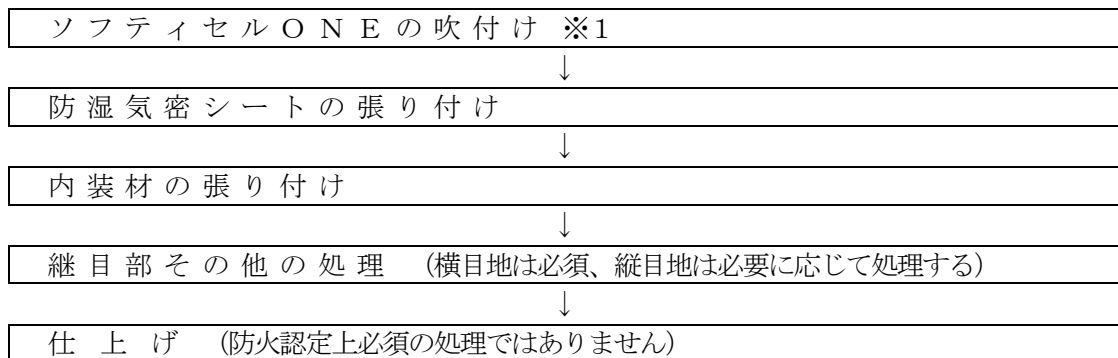 ソフティセルＯＮＥの吹付け ※1
↓
防湿気密シートの張り付け
↓
内装材の張り付け
↓
継目部その他の処理 （横目地は必須、縦目地は必要に応じて処理する）
↓
仕上げ （防火認定上必須の処理ではありません）